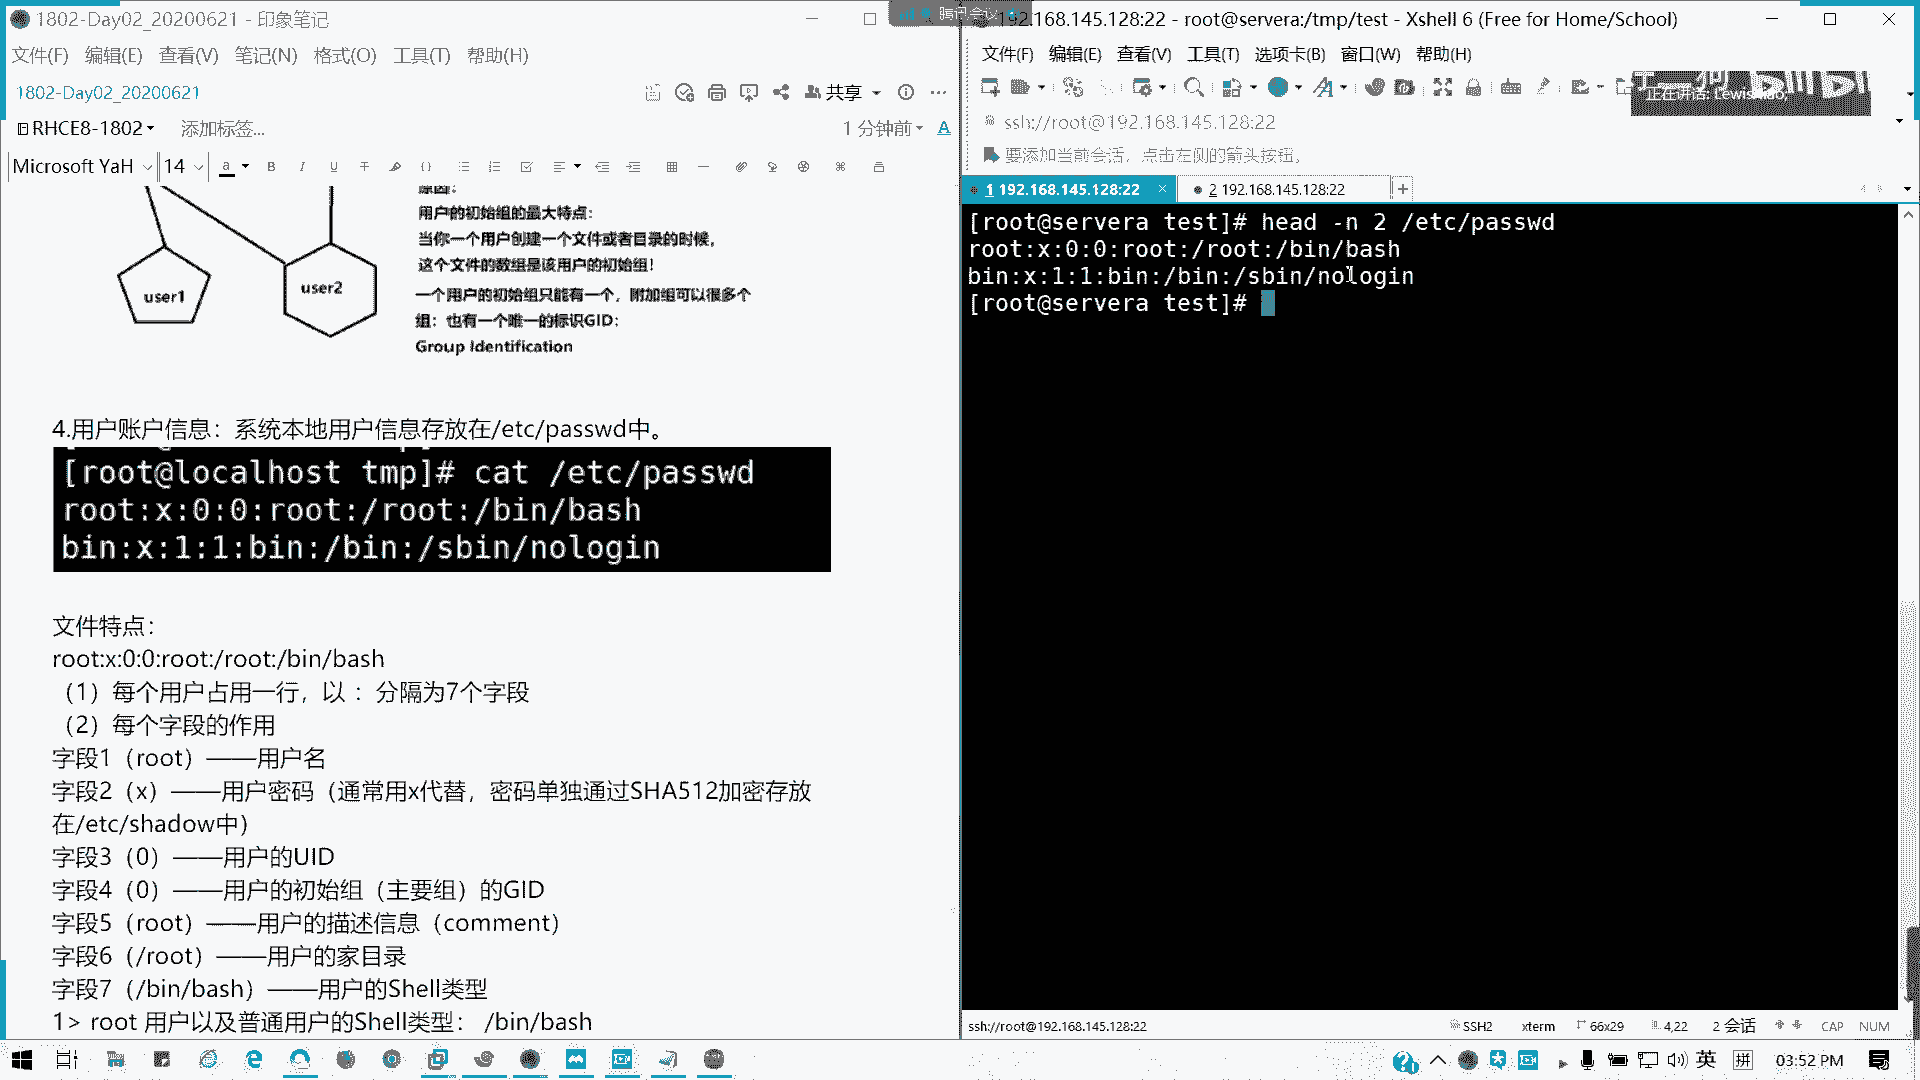 1802-Day02_20200621 - 印象笔记
文件(F) 编辑(E) 查看(V) 笔记(N) 格式(O) 工具(T) 帮助(H)
1802-Day02_20200621
共享
RHCE8-1802 添加标签...
1 分钟前
Microsoft YaH 14
原因：
用户的初始组的最大特点：
当你一个用户创建一个文件或者目录的时候，
这个文件的数组是该用户的初始组！
一个用户的初始组只能有一个，附加组可以很多个
组：也有一个唯一的标识GID：
Group Identification
user1
user2
4.用户账户信息：系统本地用户信息存放在/etc/passwd中。
[root@localhost tmp]# cat /etc/passwd
root:x:0:0:root:/root:/bin/bash
bin:x:1:1:bin:/bin:/sbin/nologin
文件特点：
root:x:0:0:root:/root:/bin/bash
（1）每个用户占用一行，以 ：分隔为7个字段
（2）每个字段的作用
字段1（root）——用户名
字段2（x）——用户密码（通常用x代替，密码单独通过SHA512加密存放
在/etc/shadow中）
字段3（0）——用户的UID
字段4（0）——用户的初始组（主要组）的GID
字段5（root）——用户的描述信息（comment）
字段6（/root）——用户的家目录
字段7（/bin/bash）——用户的Shell类型
1> root 用户以及普通用户的Shell类型： /bin/bash
腾讯会议
192.168.145.128:22 - root@servera:/tmp/test - Xshell 6 (Free for Home/School)
文件(F) 编辑(E) 查看(V) 工具(T) 选项卡(B) 窗口(W) 帮助(H)
正在讲话:
ssh://root@192.168.145.128:22
要添加当前会话，点击左侧的箭头按钮。
1 192.168.145.128:22
2 192.168.145.128:22
[root@servera test]# head -n 2 /etc/passwd
root:x:0:0:root:/root:/bin/bash
bin:x:1:1:bin:/bin:/sbin/nologin
[root@servera test]#
ssh://root@192.168.145.128:22 SSH2 xterm 66x29 4,22 2 会话 CAP NUM
英 拼 03:52 PM